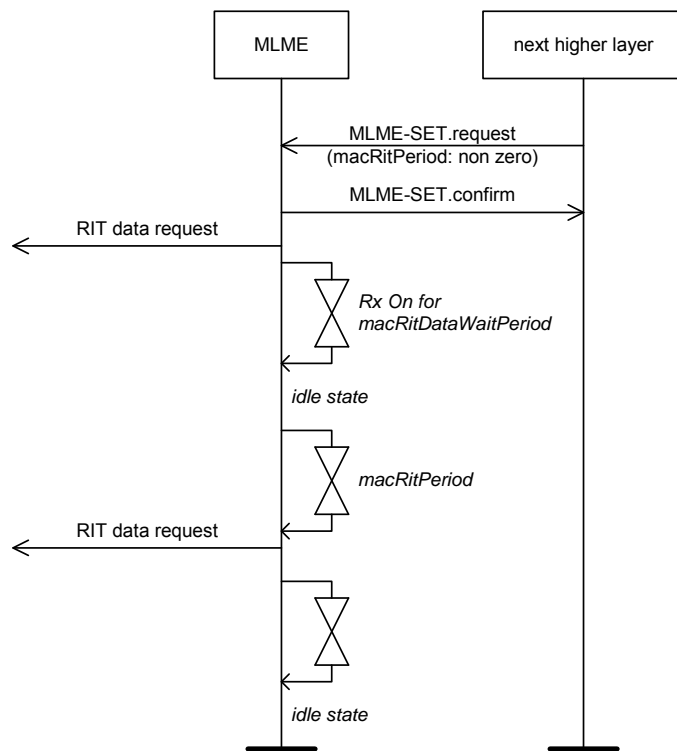 MLME
next higher layer
MLME-SET.request
(macRitPeriod: non zero)
MLME-SET.confirm
RIT data request
Rx On for
macRitDataWaitPeriod
idle state
macRitPeriod
RIT data request
idle state